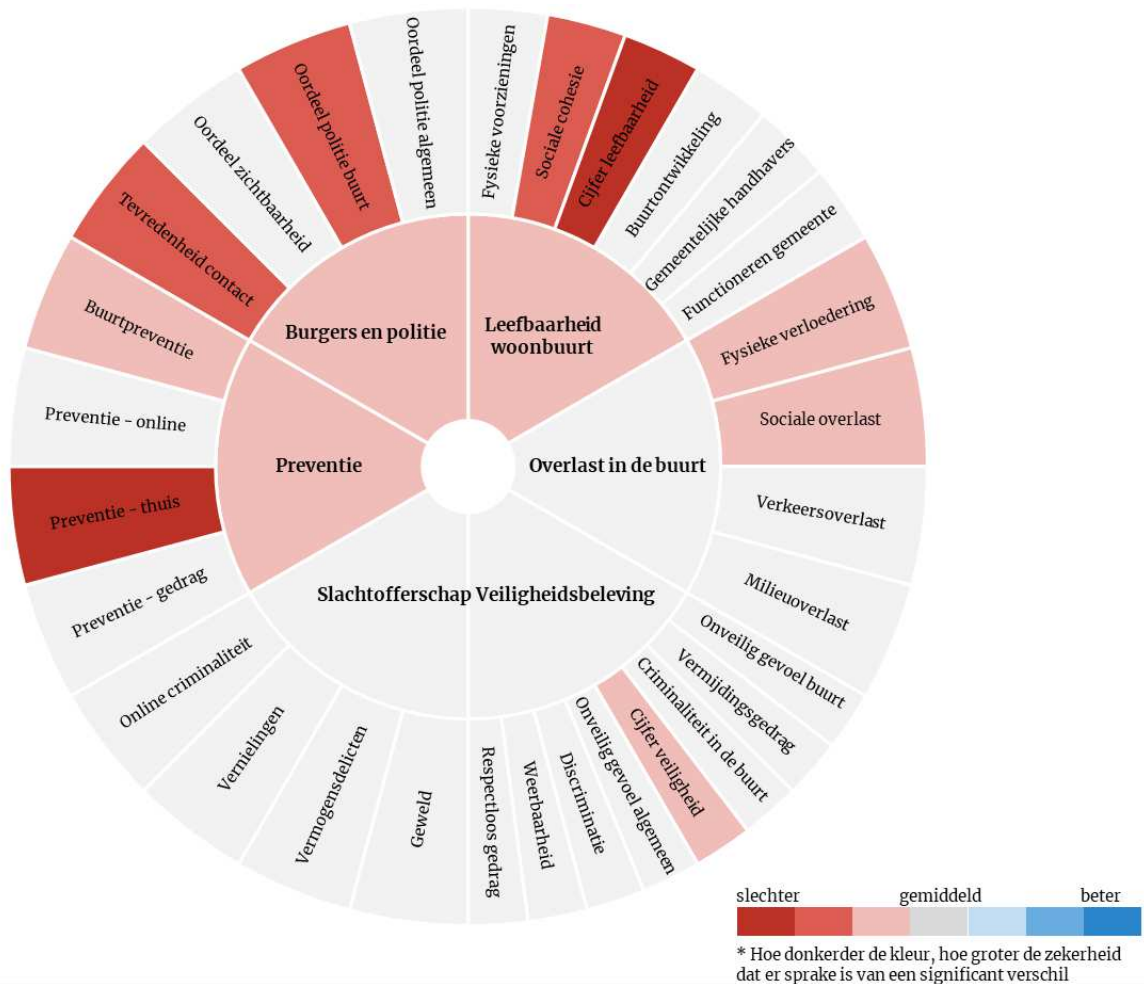 Fysieke voorzieningen
Sociale cohesie
Cijfer leefbaarheid
Buurtontwikkeling
Gemeentelijke handhavers
Functioneren gemeente
Fysieke verloedering
Sociale overlast
Verkeersoverlast
Milieuoverlast
Onveilig gevoel buurt
Vermijdingsgedrag
Criminaliteit in de buurt
Cijfer veiligheid
Onveilig gevoel algemeen
Discriminatie
Weerbaarheid
Respectloos gedrag
Geweld
Vermogensdelicten
Vernielingen
Online criminaliteit
Preventie - gedrag
Preventie - thuis
Preventie - online
Buurtpreventie
Tevredenheid contact
Oordeel zichtbaarheid
Oordeel politie buurt
Oordeel politie algemeen
Leefbaarheid
woonbuurt
Overlast in de buurt
Veiligheidsbeleving
Slachtofferschap
Preventie
Burgers en politie
slechter gemiddeld beter
* Hoe donkerder de kleur, hoe groter de zekerheid
dat er sprake is van een significant verschil